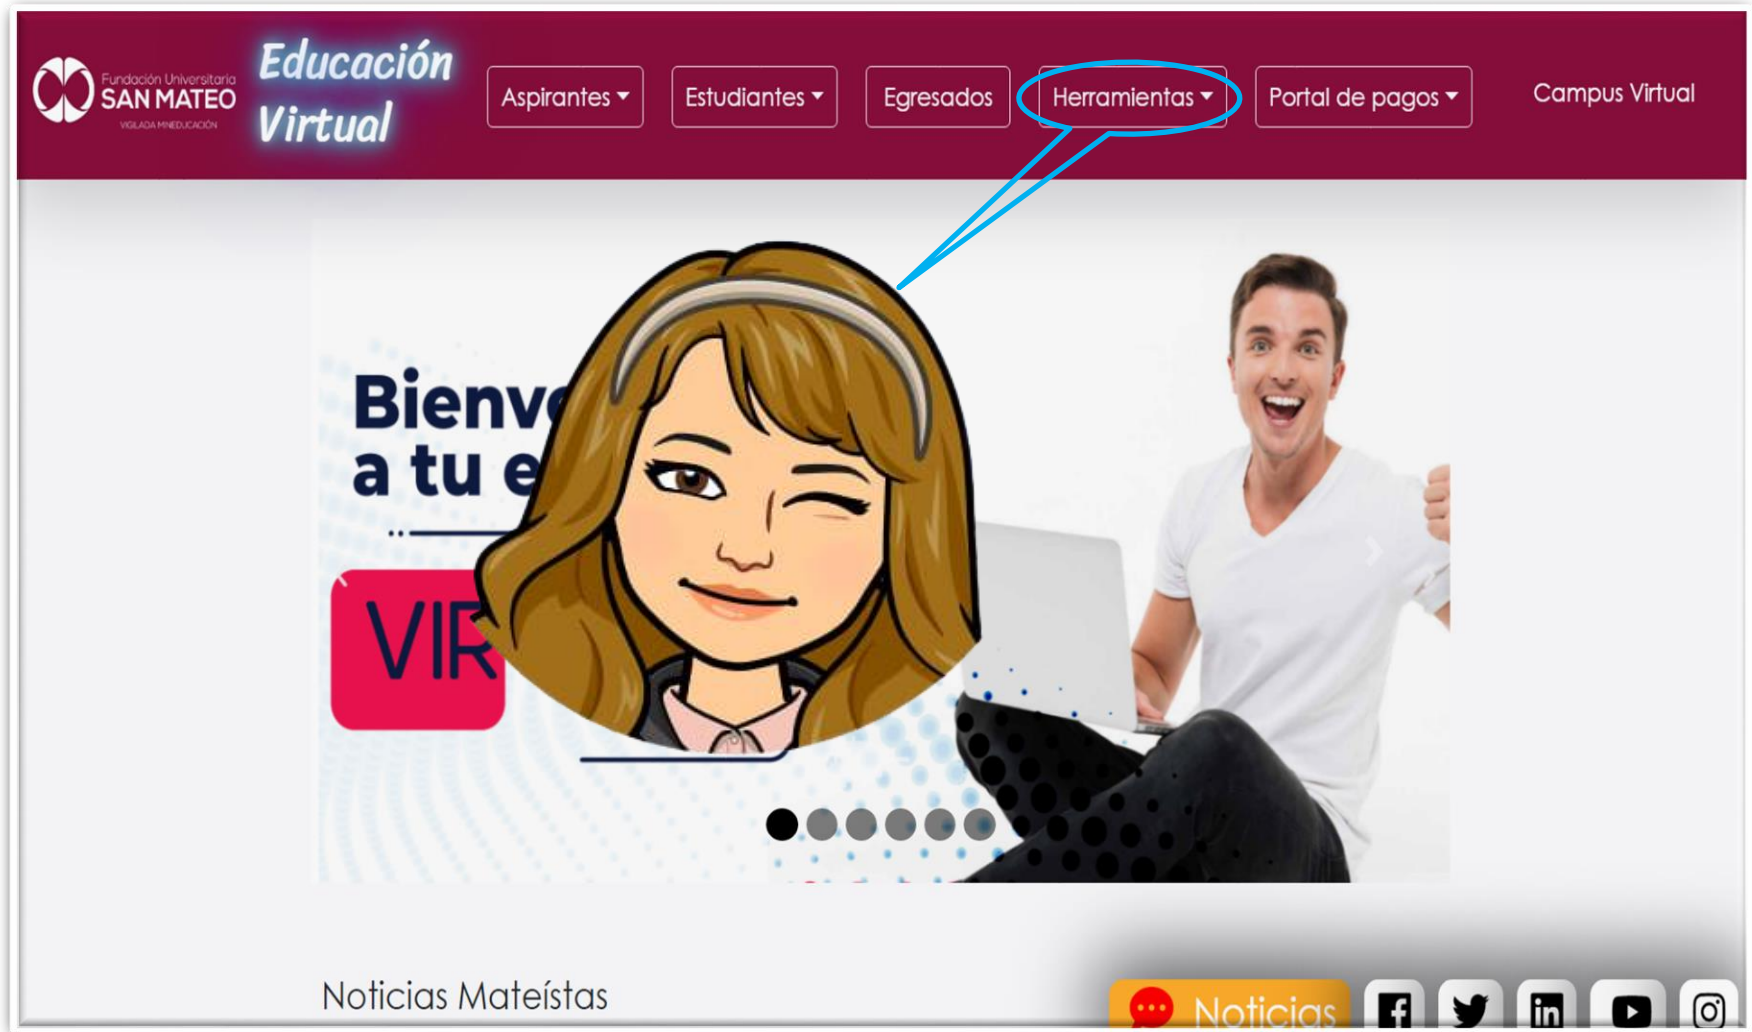 Fundación Universitaria
SAN MATEO
VIGILADA MINEDUCACIÓN
Educación
Virtual
Aspirantes
Estudiantes
Egresados
Herramientas
Portal de pagos
Campus Virtual
Bienv
a tu e
VIR
Noticias Mateístas
Noticias